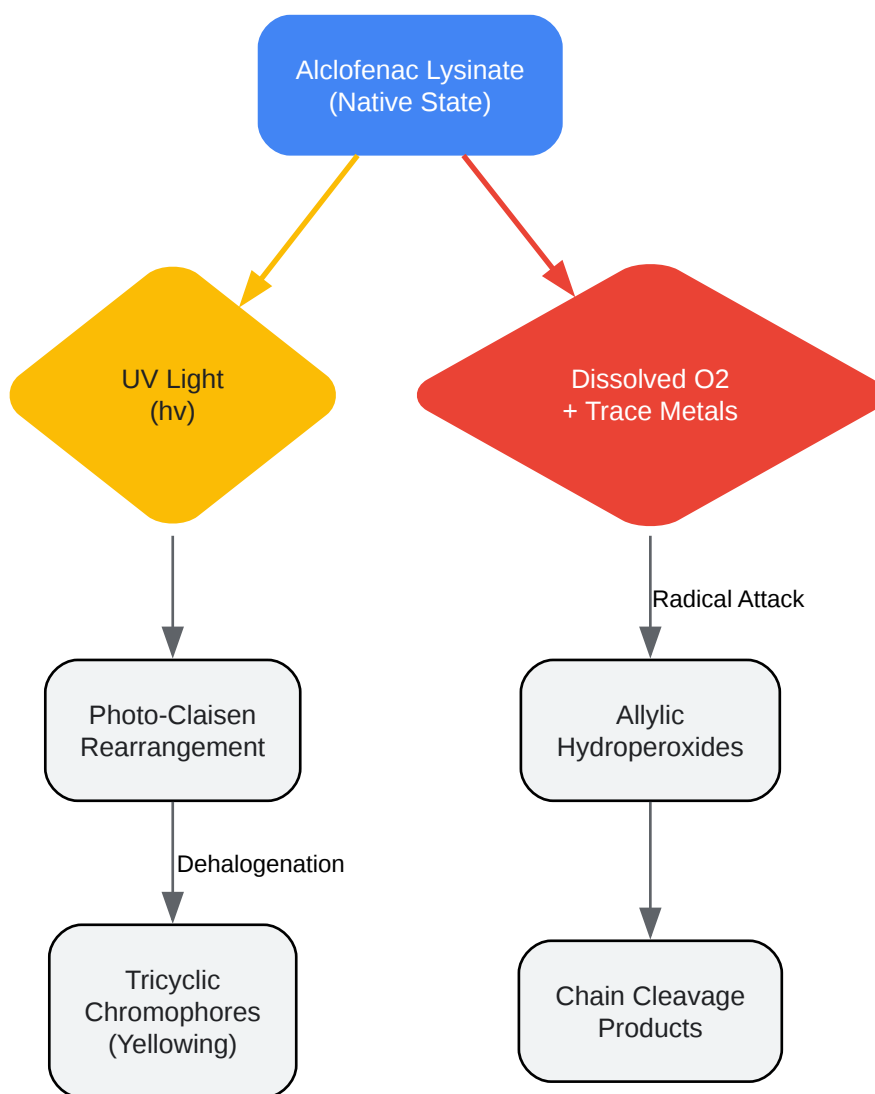 Alclofenac Lysinate
(Native State)
UV Light
(hv)
Dissolved O2
+ Trace Metals
Radical Attack
Photo-Claisen
Rearrangement
Allylic
Hydroperoxides
Dehalogenation
Tricyclic
Chromophores
(Yellowing)
Chain Cleavage
Products